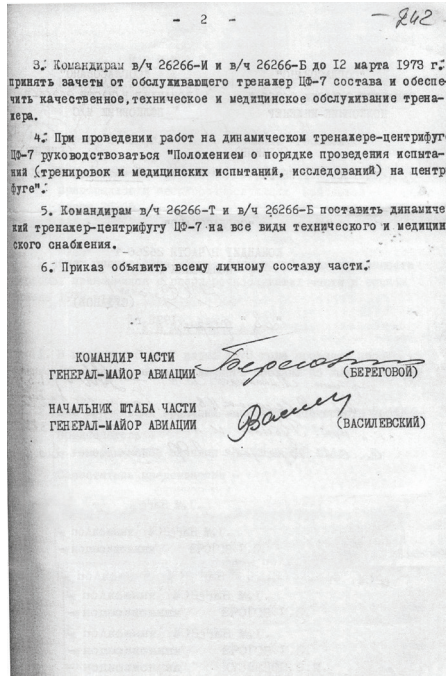 - 2 -
242
3. Командирам в/ч 26266-И и в/ч 26266-Б до 12 марта 1973 г.
принять зачеты от обслуживающего тренажер ЦФ-7 состава и обеспе-
чить качественное,техническое и медицинское обслуживание трена-
жера.
4. При проведении работ на динамическом тренажере-центрифуг
ЦФ-7 руководствоваться "Положением о порядке проведения испыта-
ний (тренировок и медицинских испытаний, исследований) на центр
фуге".
5. Командирам в/ч 26266-Т и в/ч 26266-Б поставить динамичес
кий тренажер-центрифугу ЦФ-7 на все виды технического и медицин
ского снабжения.
6. Приказ объявить всему личному составу части.
КОМАНДИР ЧАСТИ
ГЕНЕРАЛ-МАЙОР АВИАЦИИ (БЕРЕГОВОЙ)
НАЧАЛЬНИК ШТАБА ЧАСТИ
ГЕНЕРАЛ-МАЙОР АВИАЦИИ (ВАСИЛЕВСКИЙ)